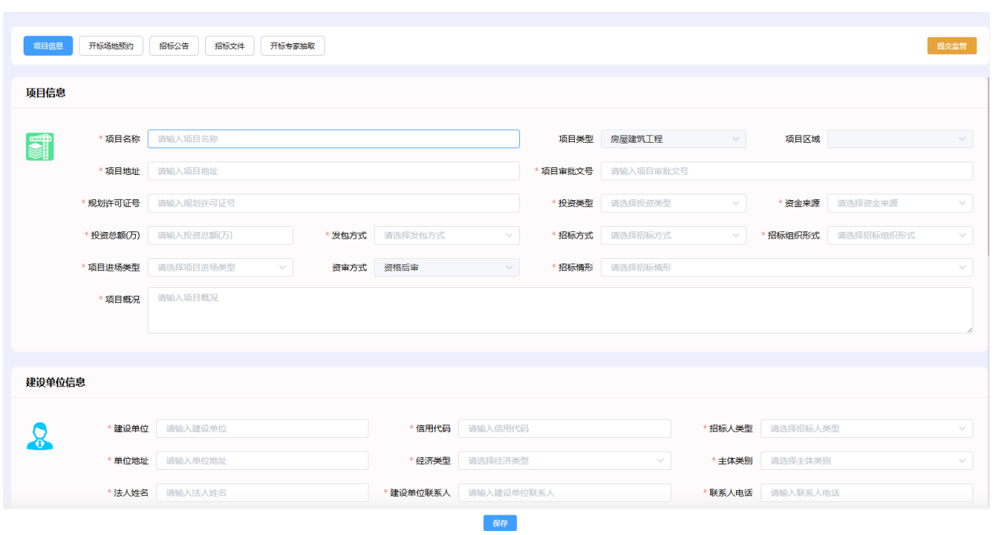 项目信息 开标场地预约 招标公告 招标文件 开标专家抽取 提交监管
项目信息
* 项目名称 请输入项目名称 项目类型 房屋建筑工程 项目区域
* 项目地址 请输入项目地址 * 项目审批文号 请输入项目审批文号
* 规划许可证号 请输入规划许可证号 * 投资类型 请选择投资类型 * 资金来源 请选择资金来源
* 投资总额(万) 请输入投资总额(万) * 发包方式 请选择发包方式 * 招标方式 请选择招标方式 * 招标组织形式 请选择招标组织形式
* 项目进场类型 请选择项目进场类型 资审方式 资格后审 * 招标情形 请选择招标情形
* 项目概况 请输入项目概况
建设单位信息
* 建设单位 请输入建设单位 * 信用代码 请输入信用代码 * 招标人类型 请选择招标人类型
* 单位地址 请输入单位地址 * 经济类型 请选择经济类型 * 主体类别 请选择主体类别
* 法人姓名 请输入法人姓名 * 建设单位联系人 请输入建设单位联系人 * 联系人电话 请输入联系人电话
保存